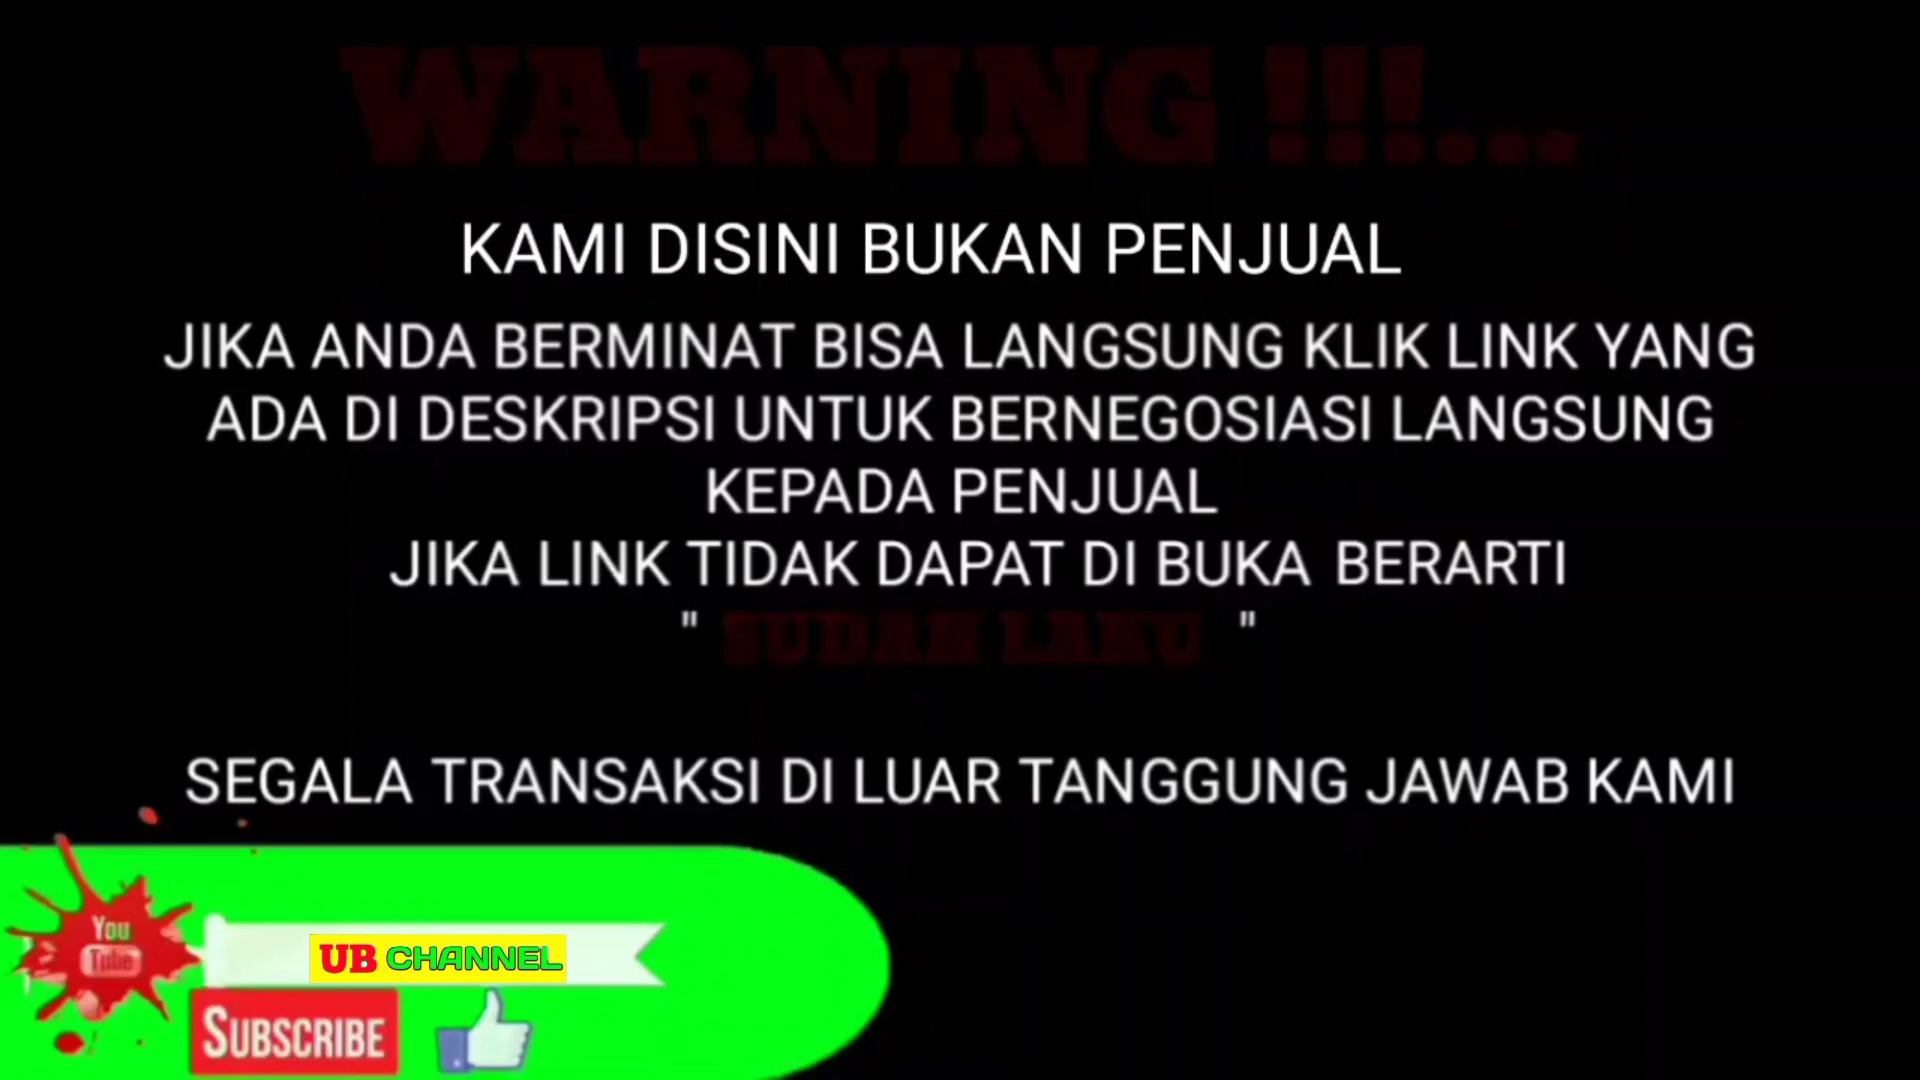 WARNING !!!...
KAMI DISINI BUKAN PENJUAL
JIKA ANDA BERMINAT BISA LANGSUNG KLIK LINK YANG
ADA DI DESKRIPSI UNTUK BERNEGOSIASI LANGSUNG
KEPADA PENJUAL
JIKA LINK TIDAK DAPAT DI BUKA BERARTI
" SUDAH LAKU "
SEGALA TRANSAKSI DI LUAR TANGGUNG JAWAB KAMI
You
Tube
UB CHANNEL
SUBSCRIBE